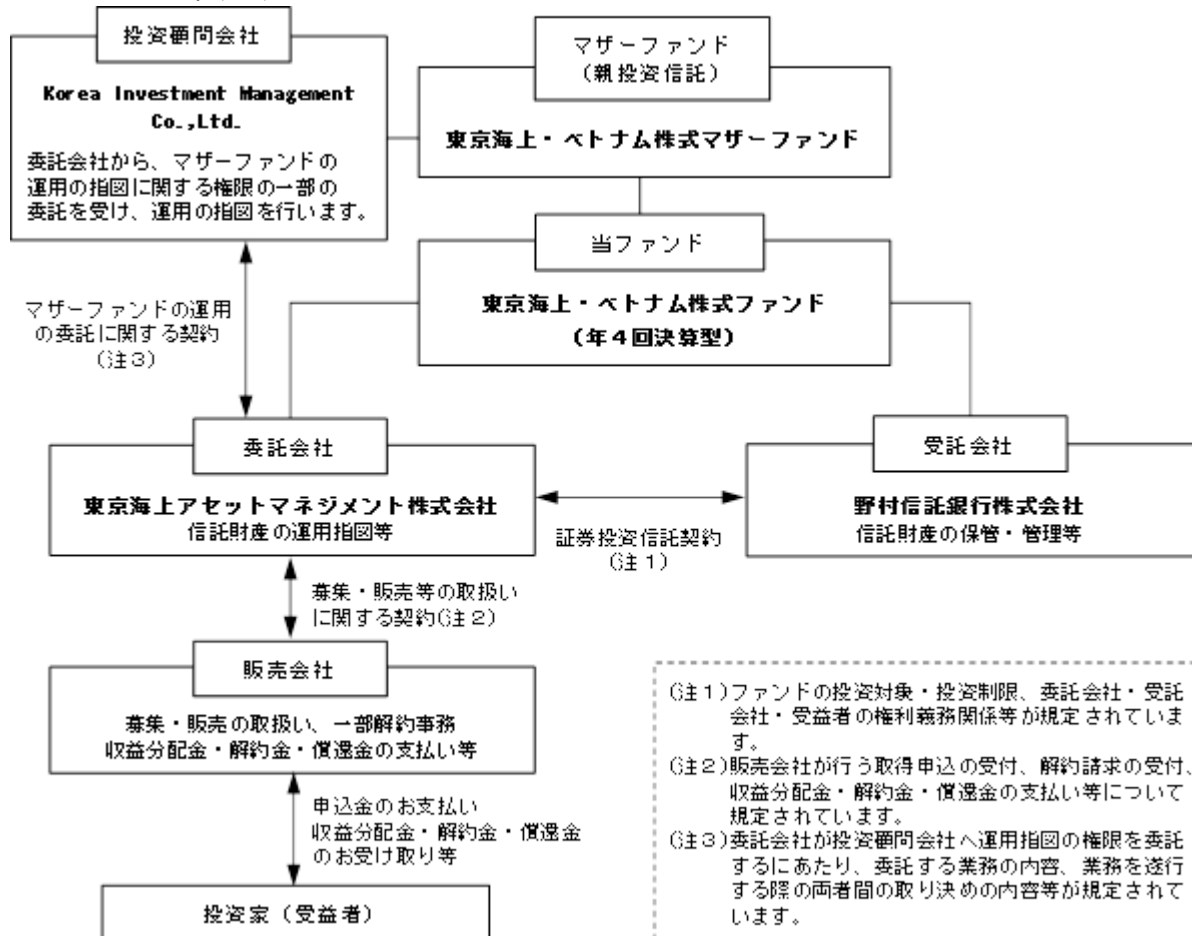 投資顧問会社
Korea Investment Management
Co.,Ltd.
委託会社から、マザーファンドの
運用の指図に関する権限の一部の
委託を受け、運用の指図を行います。
マザーファンド
（親投資信託）
東京海上・ベトナム株式マザーファンド
当ファンド
東京海上・ベトナム株式ファンド
（年４回決算型）
マザーファンドの運用
の委託に関する契約
（注３）
委託会社
東京海上アセットマネジメント株式会社
信託財産の運用指図等
証券投資信託契約
（注１）
受託会社
野村信託銀行株式会社
信託財産の保管・管理等
募集・販売等の取扱い
に関する契約（注２）
販売会社
募集・販売の取扱い、一部解約事務
収益分配金・解約金・償還金の支払い等
申込金のお支払い
収益分配金・解約金・償還金
のお受け取り等
投資家（受益者）
（注１）ファンドの投資対象・投資制限、委託会社・受託
会社・受益者の権利義務関係等が規定されていま
す。
（注２）販売会社が行う取得申込の受付、解約請求の受付、
収益分配金・解約金・償還金の支払い等について
規定されています。
（注３）委託会社が投資顧問会社へ運用指図の権限を委託
するにあたり、委託する業務の内容、業務を遂行
する際の両者間の取り決めの内容等が規定されて
います。